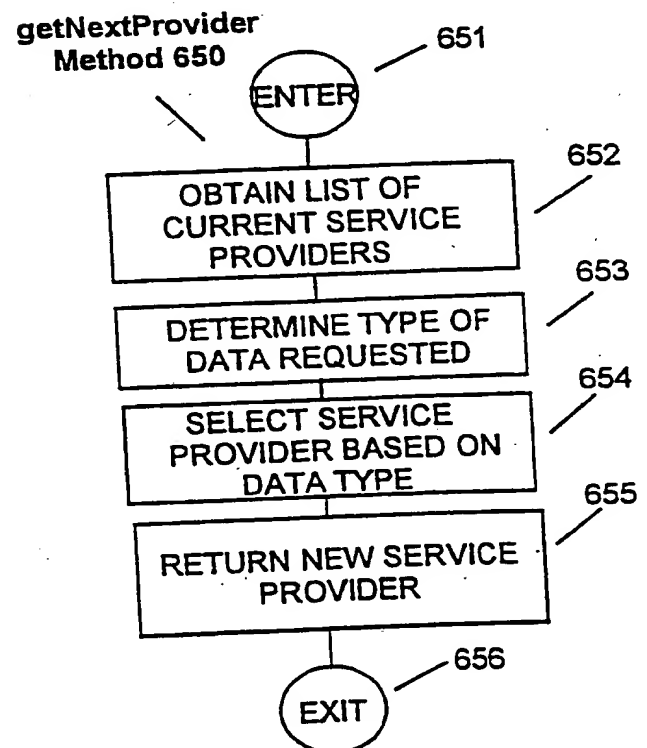 getNextProvider
Method 650
651
ENTER
652
OBTAIN LIST OF
CURRENT SERVICE
PROVIDERS
653
DETERMINE TYPE OF
DATA REQUESTED
654
SELECT SERVICE
PROVIDER BASED ON
DATA TYPE
655
RETURN NEW SERVICE
PROVIDER
656
EXIT